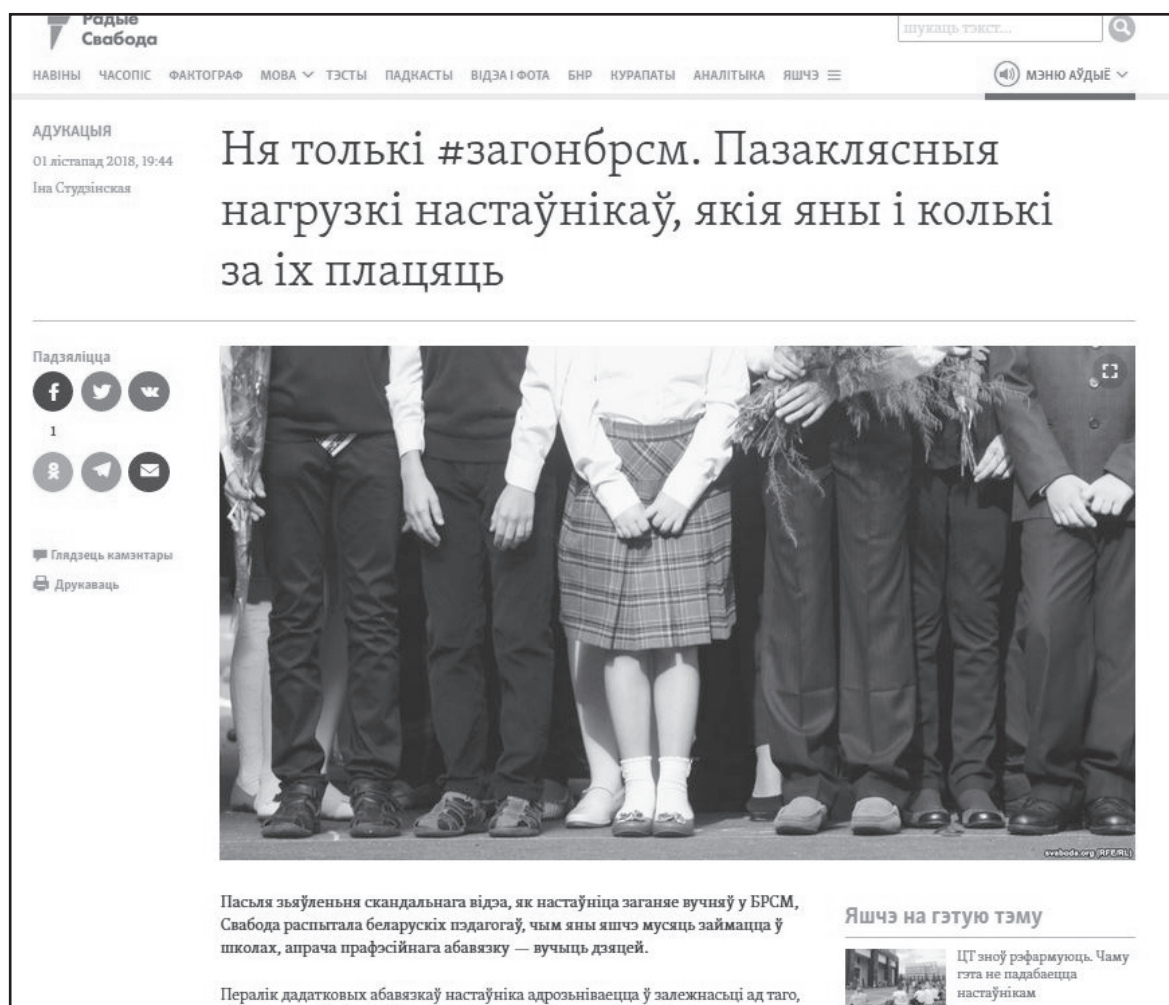 Радые
Свабода
шукаць тэкст...
НАВІНЫ ЧАСОПІС ФАКТОГРАФ МОВА ТЭСТЫ ПАДКАСТЫ ВІДЭА І ФОТА БНР КУРАПАТЫ АНАЛІТЫКА ЯШЧЭ
МЭНЮ АЎДЫЁ
АДУКАЦЫЯ
01 лістапад 2018, 19:44
Іна Студзінская
Ня толькі #загонбрсм. Пазаклясныя
нагрузкі настаўнікаў, якія яны і колькі
за іх плацяць
Падзяліцца
1
Глядзець камэнтары
Друкаваць
svaboda.org (RFE/RL)
Пасьля зьяўленьня скандальнага відэа, як настаўніца заганяе вучняў у БРСМ,
Свабода распытала беларускіх пэдагогаў, чым яны яшчэ мусяць займацца ў
школах, апрача прафэсійнага абавязку — вучыць дзяцей.
Пералік дадатковых абавязкаў настаўніка адрозьніваецца ў залежнасьці ад таго,
Яшчэ на гэтую тэму
ЦТ зноў рэфармуюць. Чаму
гэта не падабаецца
настаўнікам